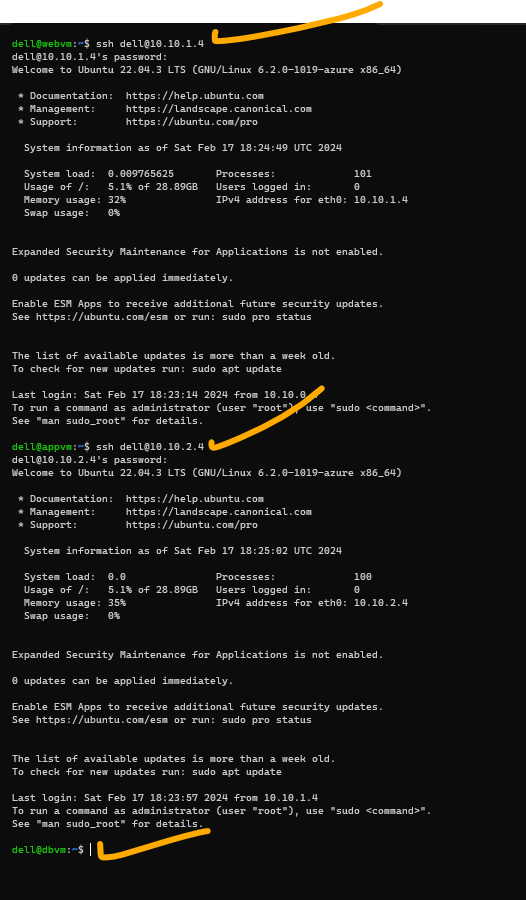 dell@webvm:~$ ssh dell@10.10.1.4
dell@10.10.1.4's password:
Welcome to Ubuntu 22.04.3 LTS (GNU/Linux 6.2.0-1019-azure x86_64)
* Documentation: https://help.ubuntu.com
* Management: https://landscape.canonical.com
* Support: https://ubuntu.com/pro
System information as of Sat Feb 17 18:24:49 UTC 2024
System load: 0.009765625 Processes: 101
Usage of /: 5.1% of 28.89GB Users logged in: 0
Memory usage: 32% IPv4 address for eth0: 10.10.1.4
Swap usage: 0%
Expanded Security Maintenance for Applications is not enabled.
0 updates can be applied immediately.
Enable ESM Apps to receive additional future security updates.
See https://ubuntu.com/esm or run: sudo pro status
The list of available updates is more than a week old.
To check for new updates run: sudo apt update
Last login: Sat Feb 17 18:23:14 2024 from 10.10.0.4
To run a command as administrator (user "root"), use "sudo <command>".
See "man sudo_root" for details.
dell@appvm:~$ ssh dell@10.10.2.4
dell@10.10.2.4's password:
Welcome to Ubuntu 22.04.3 LTS (GNU/Linux 6.2.0-1019-azure x86_64)
* Documentation: https://help.ubuntu.com
* Management: https://landscape.canonical.com
* Support: https://ubuntu.com/pro
System information as of Sat Feb 17 18:25:02 UTC 2024
System load: 0.0 Processes: 100
Usage of /: 5.1% of 28.89GB Users logged in: 0
Memory usage: 35% IPv4 address for eth0: 10.10.2.4
Swap usage: 0%
Expanded Security Maintenance for Applications is not enabled.
0 updates can be applied immediately.
Enable ESM Apps to receive additional future security updates.
See https://ubuntu.com/esm or run: sudo pro status
The list of available updates is more than a week old.
To check for new updates run: sudo apt update
Last login: Sat Feb 17 18:23:57 2024 from 10.10.1.4
To run a command as administrator (user "root"), use "sudo <command>".
See "man sudo_root" for details.
dell@dbvm:~$